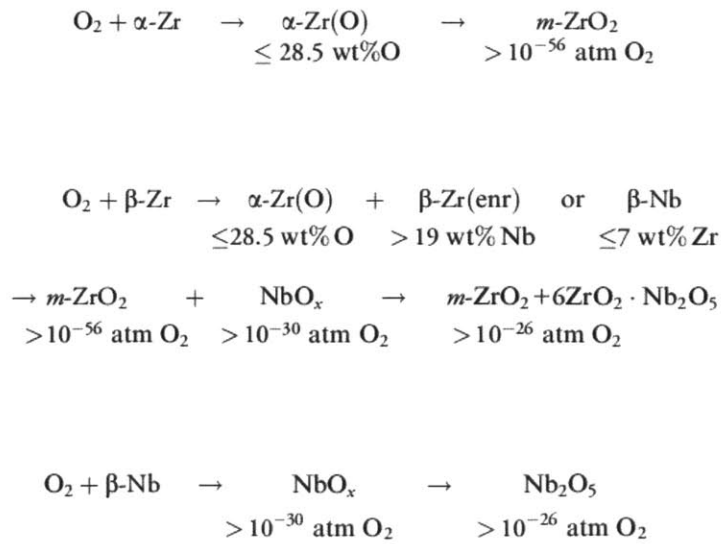 O₂ + α-Zr → α-Zr(O) → m-ZrO₂
≤ 28.5 wt%O > 10⁻⁵⁶ atm O₂
O₂ + β-Zr → α-Zr(O) + β-Zr(enr) or β-Nb
≤28.5 wt% O > 19 wt% Nb ≤7 wt% Zr
→ m-ZrO₂ + NbOₓ → m-ZrO₂+6ZrO₂ · Nb₂O₅
>10⁻⁵⁶ atm O₂ > 10⁻³⁰ atm O₂ >10⁻²⁶ atm O₂
O₂ + β-Nb → NbOₓ → Nb₂O₅
> 10⁻³⁰ atm O₂ > 10⁻²⁶ atm O₂